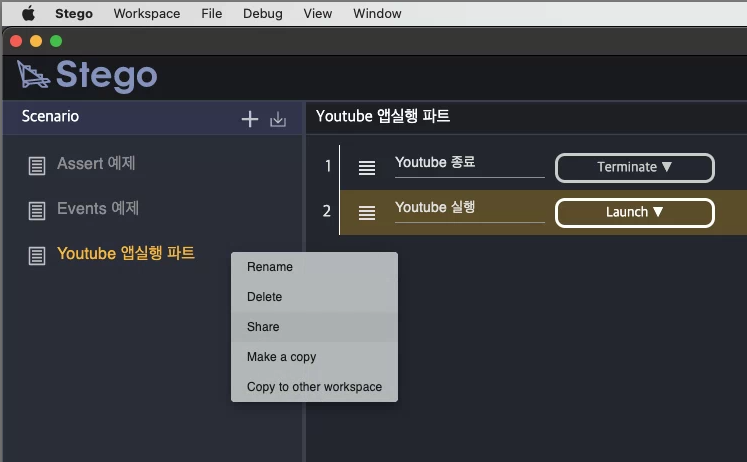 Stego Workspace File Debug View Window
Stego
Scenario
Assert 예제
Events 예제
Youtube 앱실행 파트
Rename
Delete
Share
Make a copy
Copy to other workspace
Youtube 앱실행 파트
1 Youtube 종료 Terminate ▼
2 Youtube 실행 Launch ▼